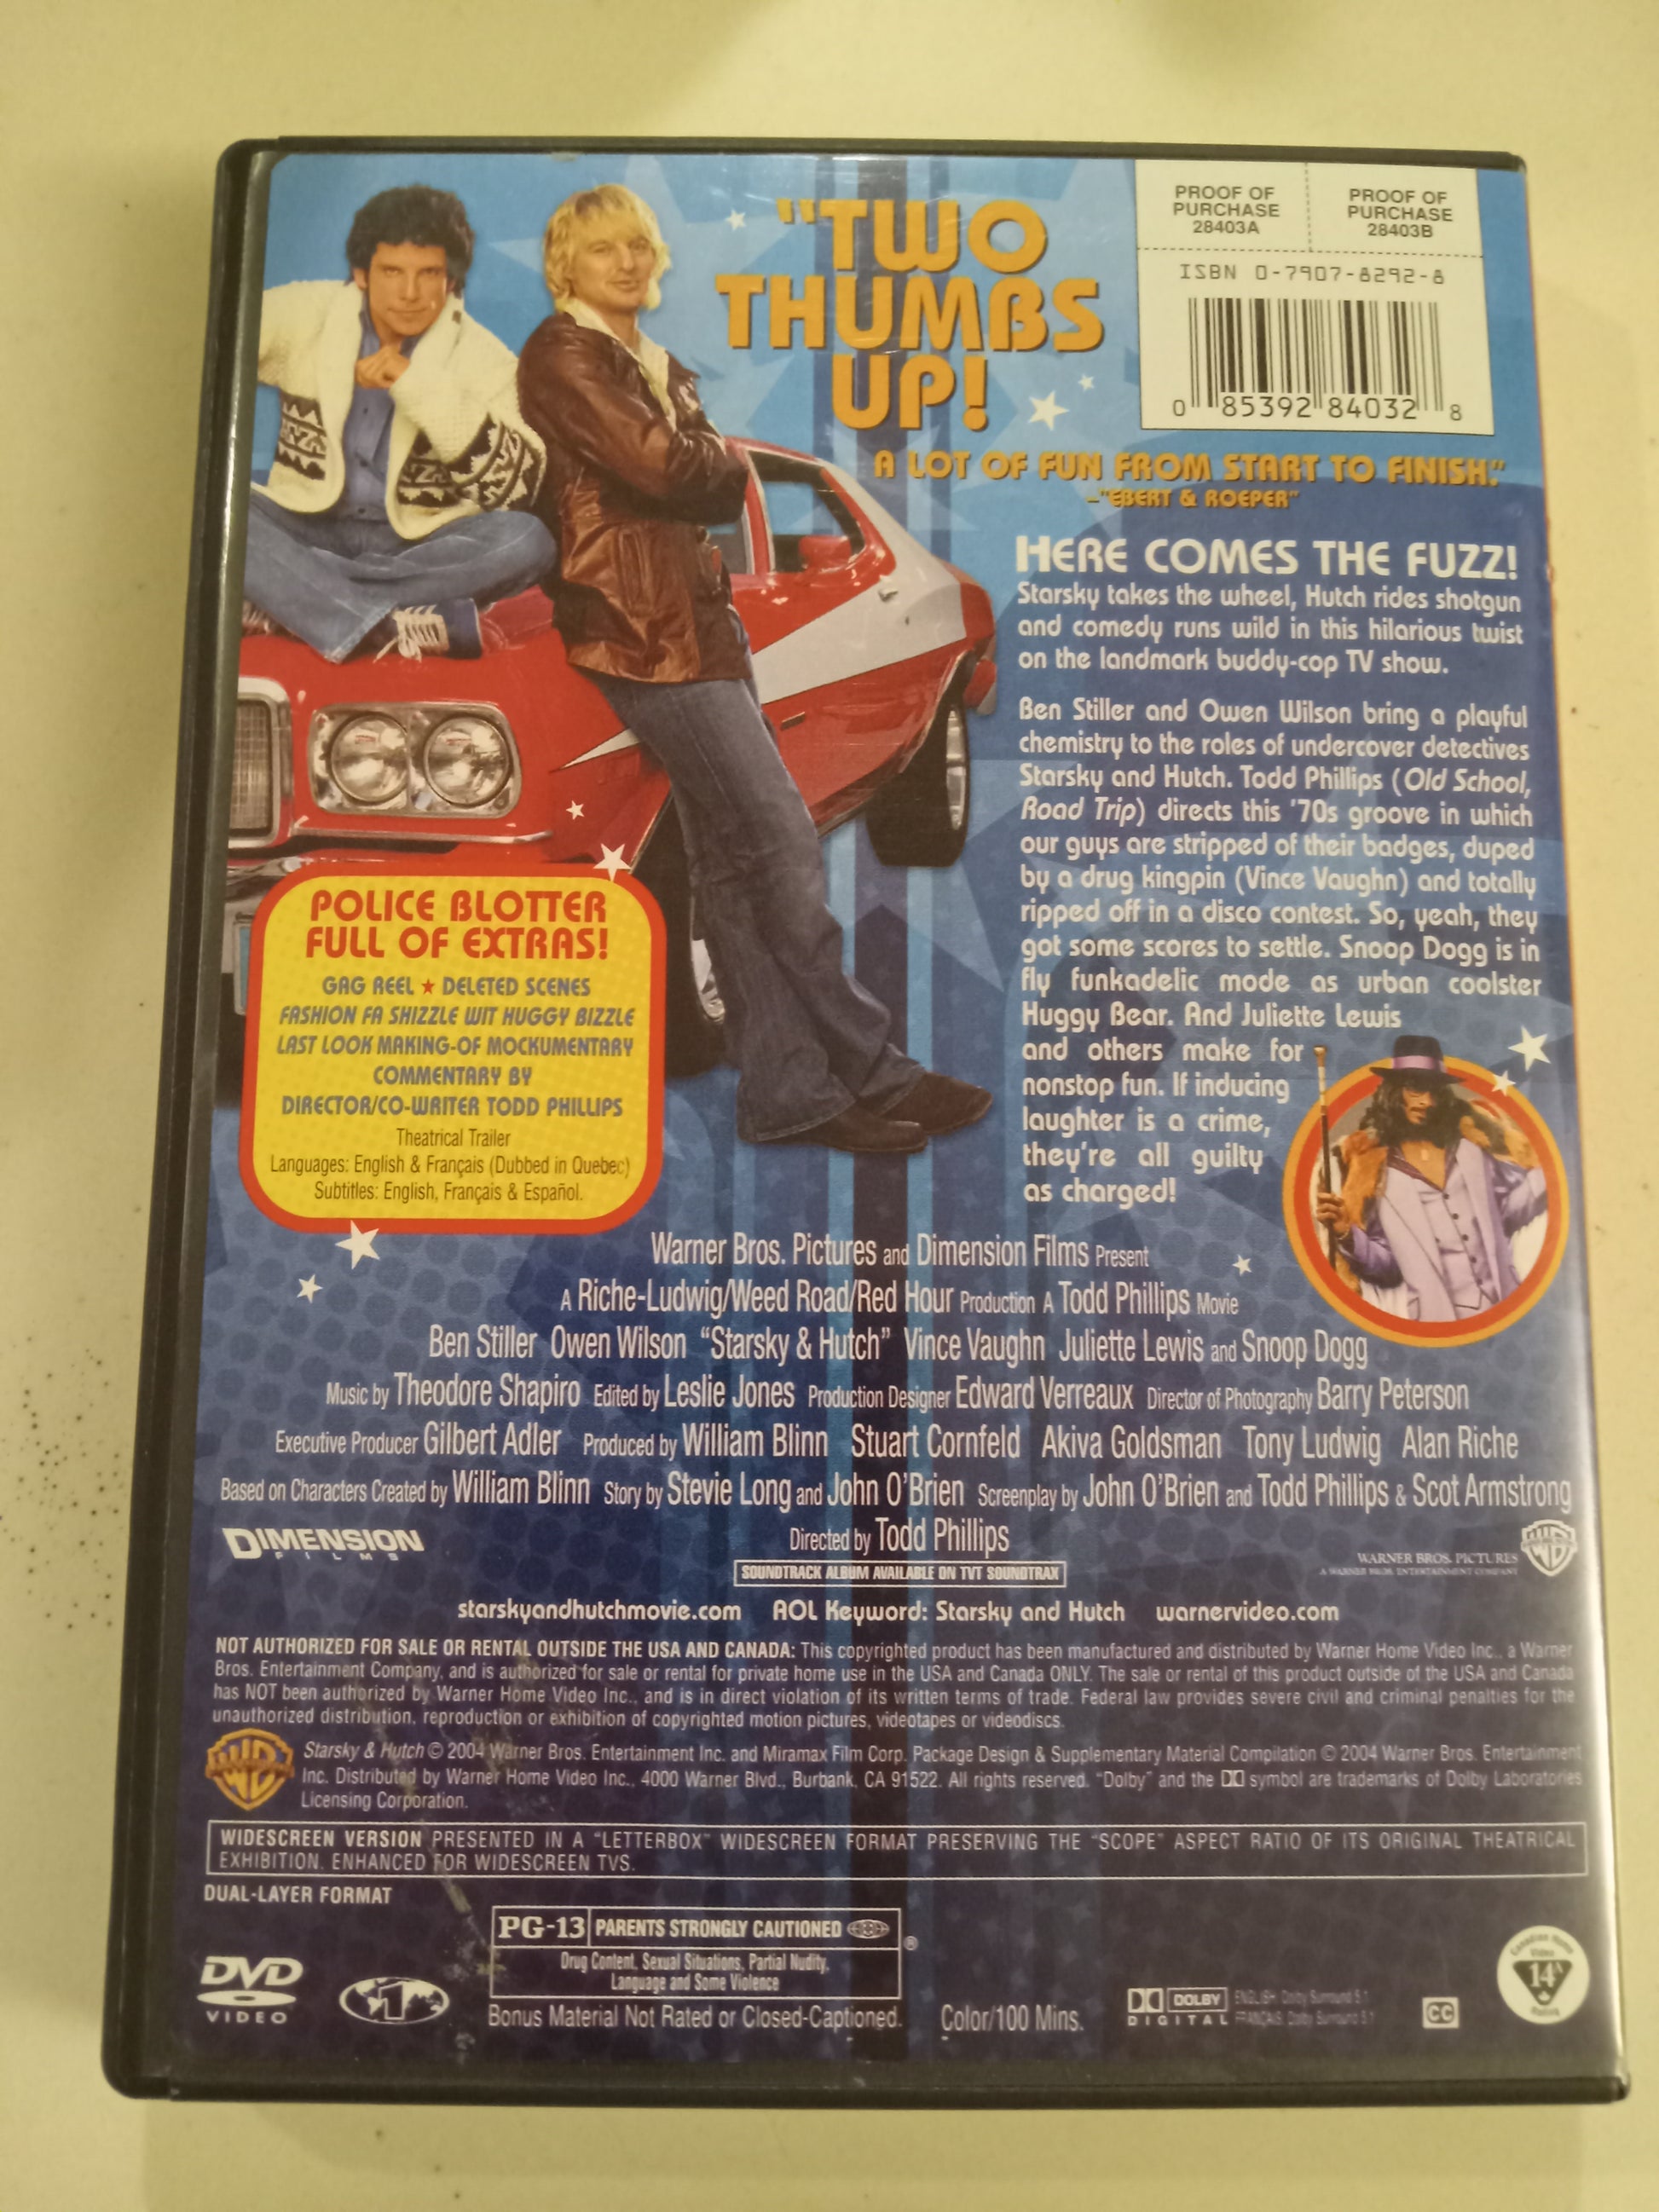 "TWO
THUMBS
UP!
A LOT OF FUN FROM START TO FINISH."
–"EBERT & ROEPER"
PROOF OF
PURCHASE
28403A
PROOF OF
PURCHASE
28403B
ISBN 0-7907-8292-8
0 85392 84032 8
HERE COMES THE FUZZ!
Starsky takes the wheel, Hutch rides shotgun
and comedy runs wild in this hilarious twist
on the landmark buddy-cop TV show.
Ben Stiller and Owen Wilson bring a playful
chemistry to the roles of undercover detectives
Starsky and Hutch. Todd Phillips (Old School,
Road Trip) directs this '70s groove in which
our guys are stripped of their badges, duped
by a drug kingpin (Vince Vaughn) and totally
ripped off in a disco contest. So, yeah, they
got some scores to settle. Snoop Dogg is in
fly funkadelic mode as urban coolster
Huggy Bear. And Juliette Lewis
and others make for
nonstop fun. If inducing
laughter is a crime,
they're all guilty
as charged!
POLICE BLOTTER
FULL OF EXTRAS!
GAG REEL ★ DELETED SCENES
FASHION FA SHIZZLE WIT HUGGY BIZZLE
LAST LOOK MAKING-OF MOCKUMENTARY
COMMENTARY BY
DIRECTOR/CO-WRITER TODD PHILLIPS
Theatrical Trailer
Languages: English & Français (Dubbed in Quebec)
Subtitles: English, Français & Español.
Warner Bros. Pictures and Dimension Films Present
A Riche-Ludwig/Weed Road/Red Hour Production A Todd Phillips Movie
Ben Stiller Owen Wilson "Starsky & Hutch" Vince Vaughn Juliette Lewis and Snoop Dogg
Music by Theodore Shapiro Edited by Leslie Jones Production Designer Edward Verreaux Director of Photography Barry Peterson
Executive Producer Gilbert Adler Produced by William Blinn Stuart Cornfeld Akiva Goldsman Tony Ludwig Alan Riche
Based on Characters Created by William Blinn Story by Stevie Long and John O'Brien Screenplay by John O'Brien and Todd Phillips & Scot Armstrong
Directed by Todd Phillips
DIMENSION
FILMS
SOUNDTRACK ALBUM AVAILABLE ON TVT SOUNDTRAX
WARNER BROS. PICTURES
A WARNER BROS. ENTERTAINMENT COMPANY
WB
starskyandhutchmovie.com AOL Keyword: Starsky and Hutch warnervideo.com
NOT AUTHORIZED FOR SALE OR RENTAL OUTSIDE THE USA AND CANADA: This copyrighted product has been manufactured and distributed by Warner Home Video Inc., a Warner
Bros. Entertainment Company, and is authorized for sale or rental for private home use in the USA and Canada ONLY. The sale or rental of this product outside of the USA and Canada
has NOT been authorized by Warner Home Video Inc., and is in direct violation of its written terms of trade. Federal law provides severe civil and criminal penalties for the
unauthorized distribution, reproduction or exhibition of copyrighted motion pictures, videotapes or videodiscs.
WB
Starsky & Hutch © 2004 Warner Bros. Entertainment Inc. and Miramax Film Corp. Package Design & Supplementary Material Compilation © 2004 Warner Bros. Entertainment
Inc. Distributed by Warner Home Video Inc., 4000 Warner Blvd., Burbank, CA 91522. All rights reserved. "Dolby" and the DD symbol are trademarks of Dolby Laboratories
Licensing Corporation.
WIDESCREEN VERSION PRESENTED IN A "LETTERBOX" WIDESCREEN FORMAT PRESERVING THE "SCOPE" ASPECT RATIO OF ITS ORIGINAL THEATRICAL
EXHIBITION. ENHANCED FOR WIDESCREEN TVS.
DUAL-LAYER FORMAT
DVD
VIDEO
1
PG-13 PARENTS STRONGLY CAUTIONED ®
Drug Content, Sexual Situations, Partial Nudity,
Language and Some Violence
Bonus Material Not Rated or Closed-Captioned.
Color/100 Mins.
DOLBY
DIGITAL
ENGLISH: Dolby Surround 5.1
FRANÇAIS: Dolby Surround 5.1
CC
Canadian Home
Video
14A